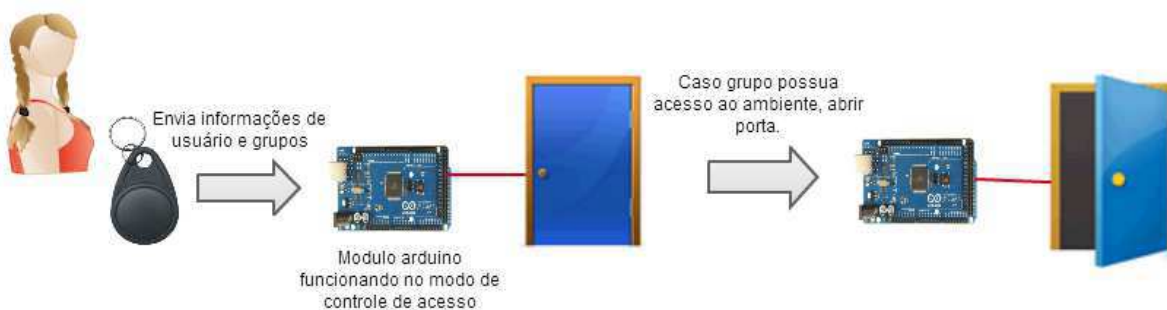 Envia informações de
usuário e grupos
Modulo arduino
funcionando no modo de
controle de acesso
Caso grupo possua
acesso ao ambiente, abrir
porta.